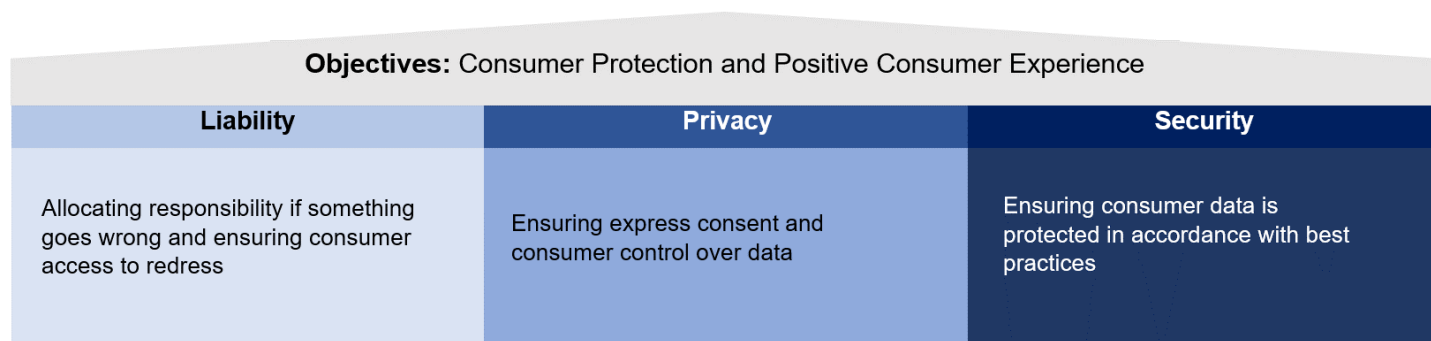 Objectives: Consumer Protection and Positive Consumer Experience
Liability
Allocating responsibility if something
goes wrong and ensuring consumer
access to redress
Privacy
Ensuring express consent and
consumer control over data
Security
Ensuring consumer data is
protected in accordance with best
practices